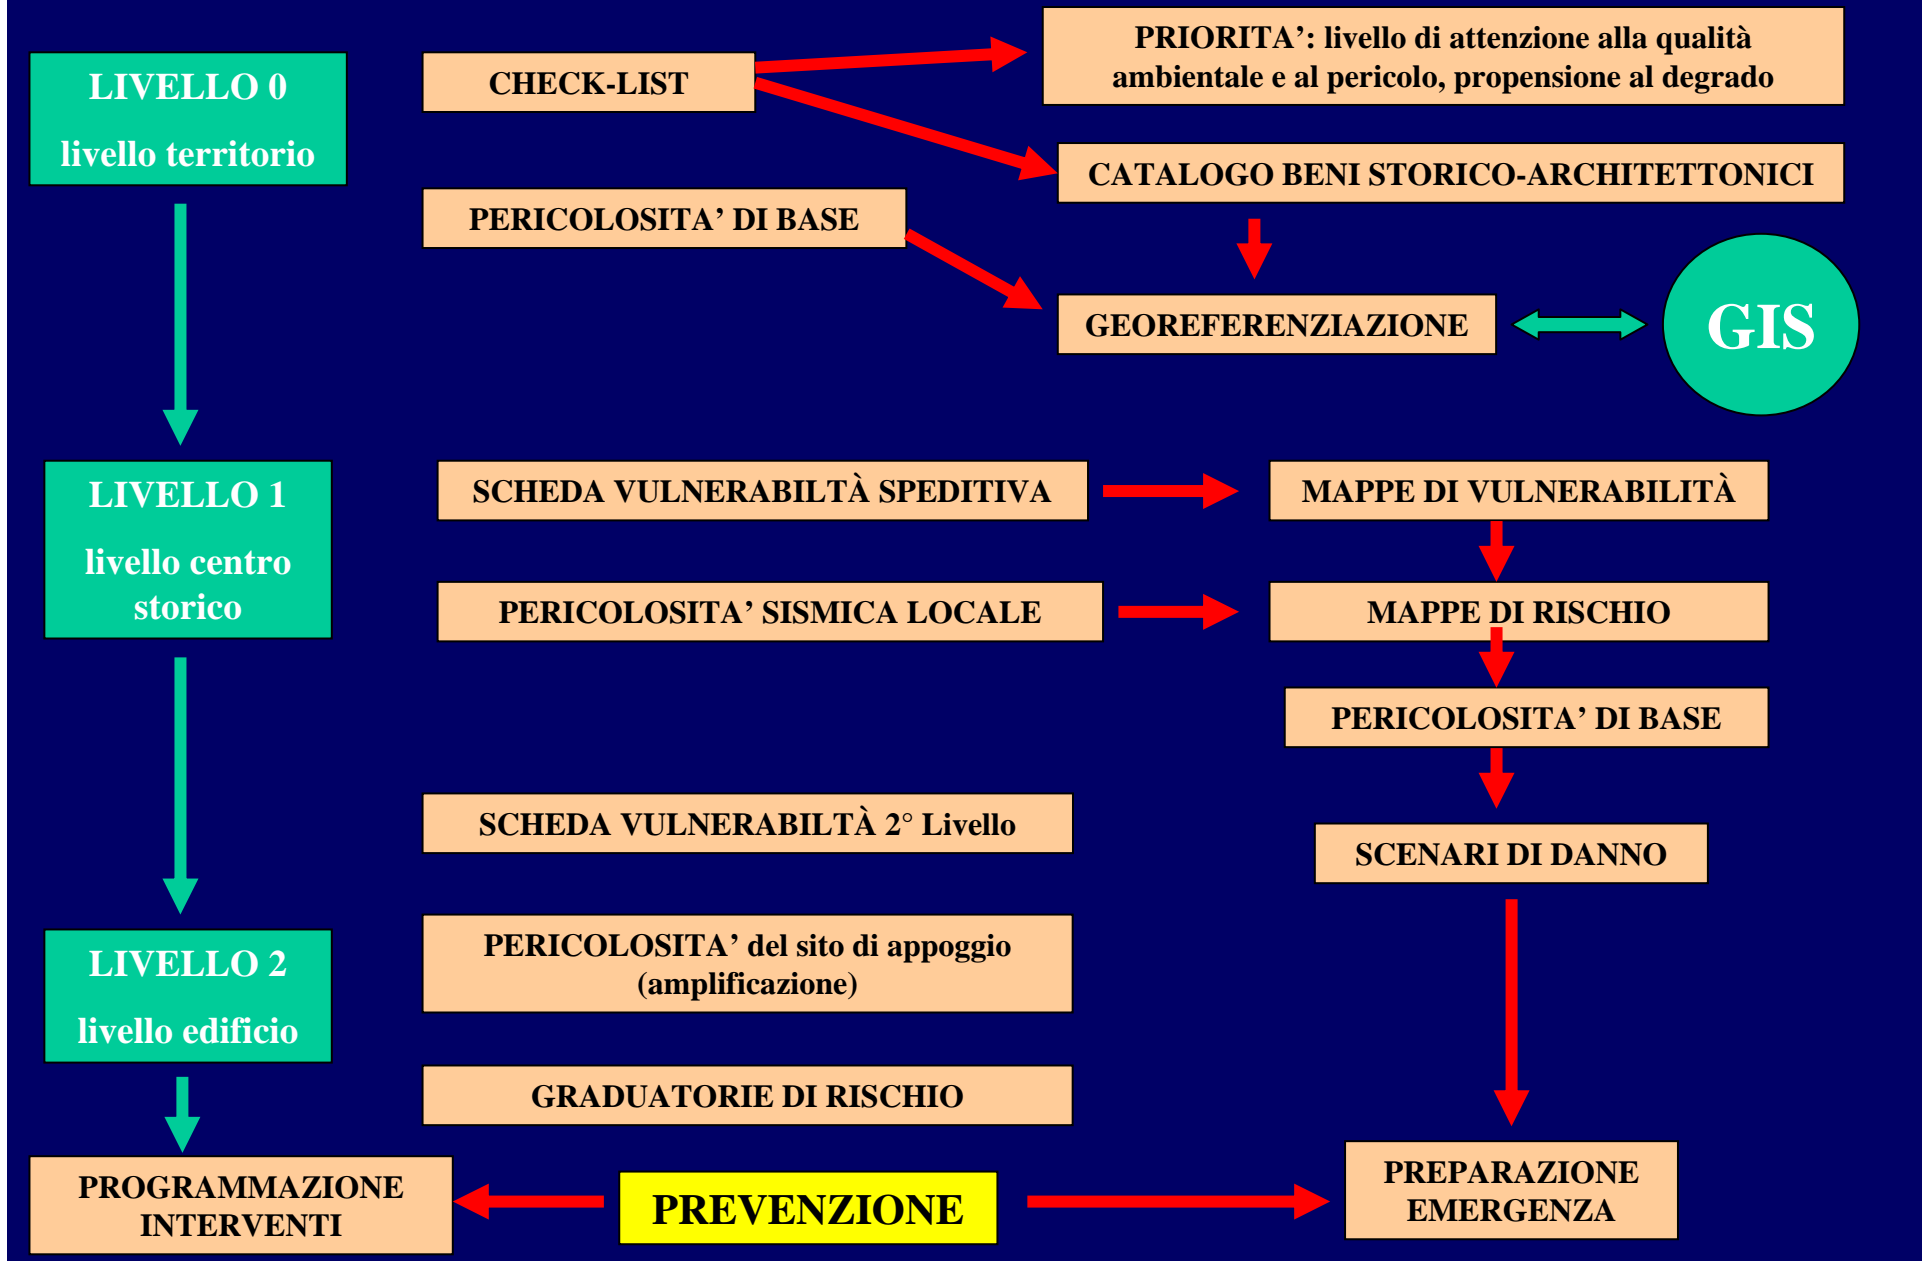 LIVELLO 0
livello territorio
CHECK-LIST
PRIORITA’: livello di attenzione alla qualità
ambientale e al pericolo, propensione al degrado
CATALOGO BENI STORICO-ARCHITETTONICI
PERICOLOSITA’ DI BASE
GEOREFERENZIAZIONE
GIS
LIVELLO 1
livello centro
storico
SCHEDA VULNERABILTÀ SPEDITIVA
MAPPE DI VULNERABILITÀ
PERICOLOSITA’ SISMICA LOCALE
MAPPE DI RISCHIO
PERICOLOSITA’ DI BASE
SCHEDA VULNERABILTÀ 2° Livello
SCENARI DI DANNO
LIVELLO 2
livello edificio
PERICOLOSITA’ del sito di appoggio
(amplificazione)
GRADUATORIE DI RISCHIO
PROGRAMMAZIONE
INTERVENTI
PREVENZIONE
PREPARAZIONE
EMERGENZA